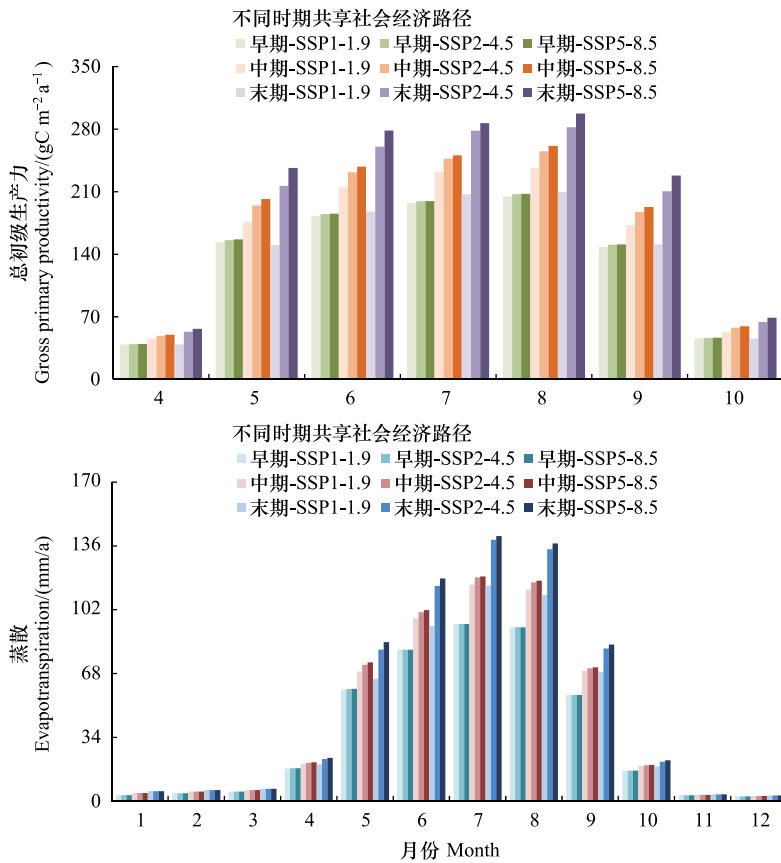 不同时期共享社会经济路径
早期-SSP1-1.9 早期-SSP2-4.5 早期-SSP5-8.5
中期-SSP1-1.9 中期-SSP2-4.5 中期-SSP5-8.5
末期-SSP1-1.9 末期-SSP2-4.5 末期-SSP5-8.5
总初级生产力
Gross primary productivity/(gC m⁻² a⁻¹)
350
280
210
140
70
0
4 5 6 7 8 9 10
不同时期共享社会经济路径
早期-SSP1-1.9 早期-SSP2-4.5 早期-SSP5-8.5
中期-SSP1-1.9 中期-SSP2-4.5 中期-SSP5-8.5
末期-SSP1-1.9 末期-SSP2-4.5 末期-SSP5-8.5
蒸散
Evapotranspiration/(mm/a)
170
136
102
68
34
0
1 2 3 4 5 6 7 8 9 10 11 12
月份 Month